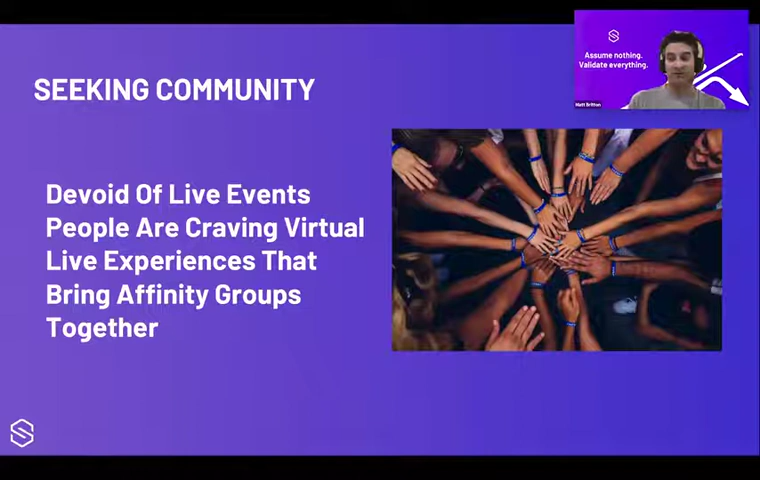 SEEKING COMMUNITY
Assume nothing.
Validate everything.
Matt Britton
Devoid Of Live Events
People Are Craving Virtual
Live Experiences That
Bring Affinity Groups
Together